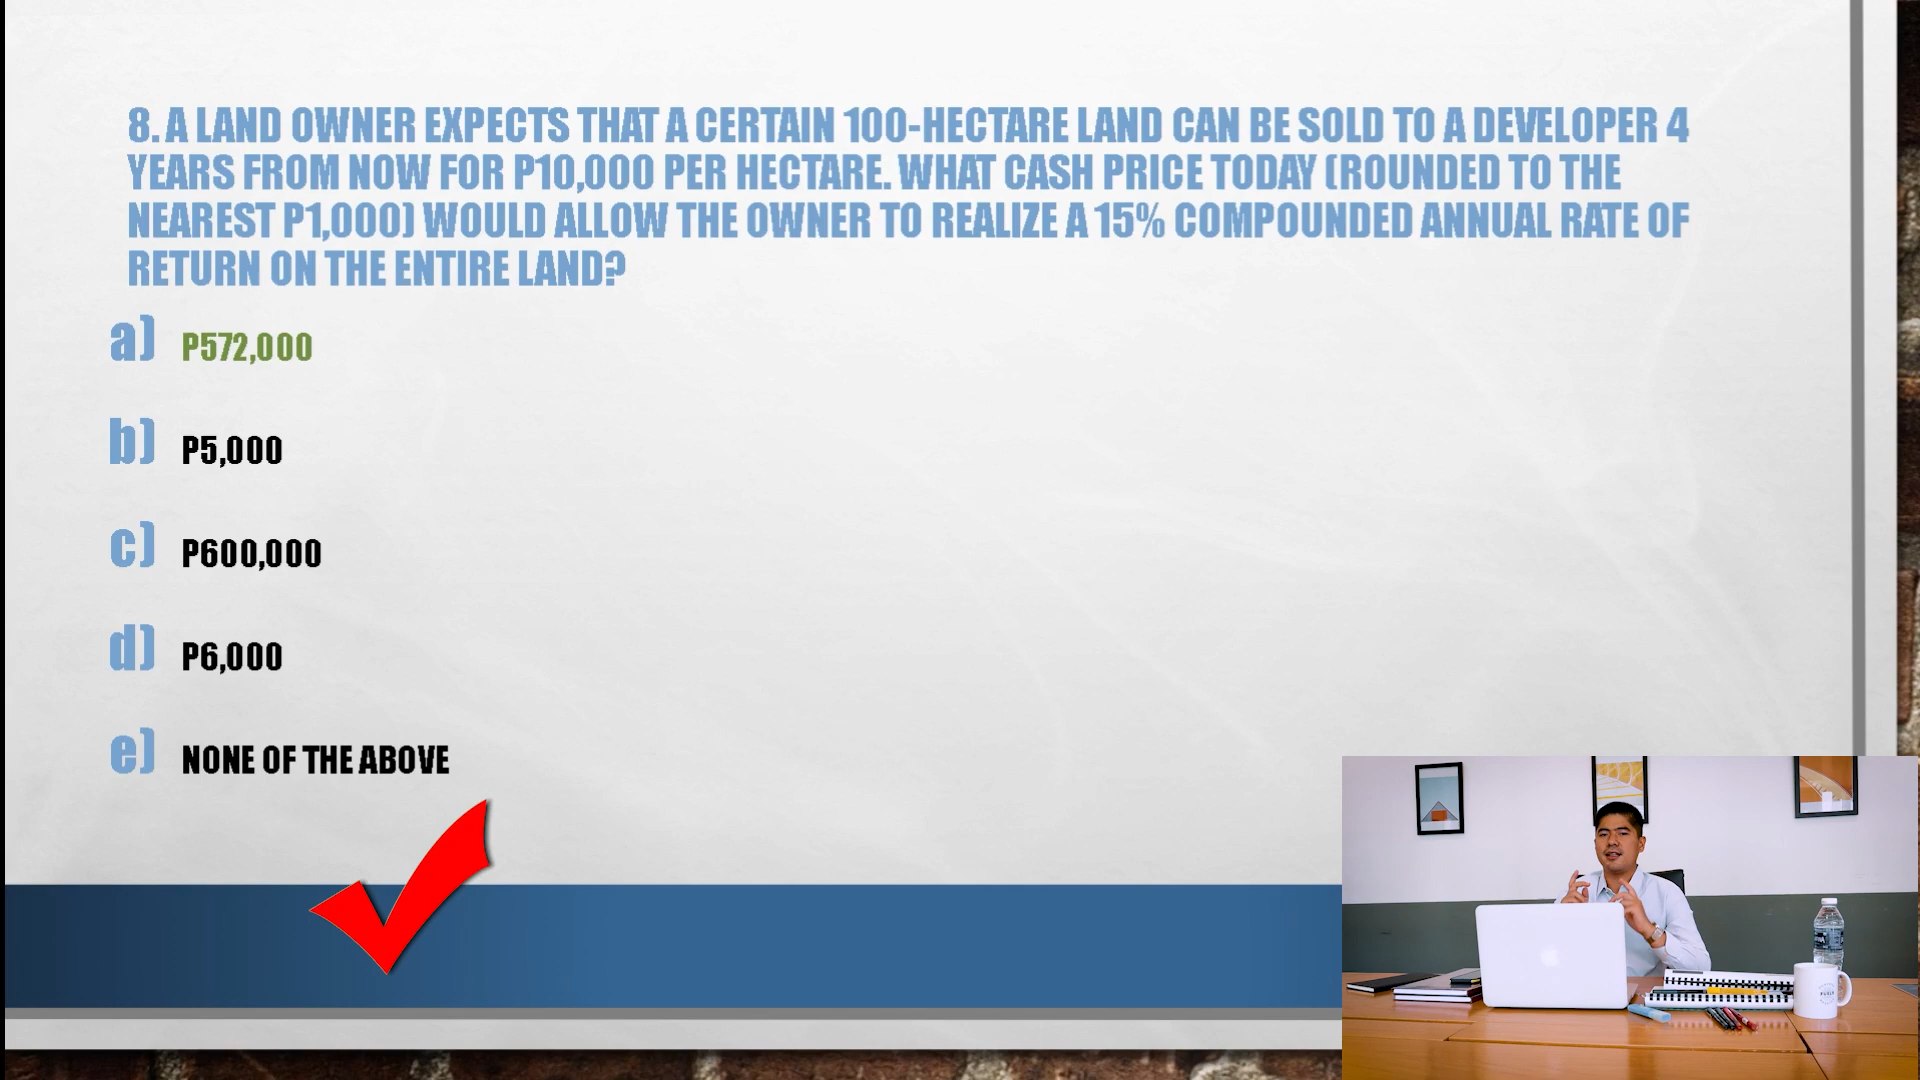 8. A LAND OWNER EXPECTS THAT A CERTAIN 100-HECTARE LAND CAN BE SOLD TO A DEVELOPER 4
YEARS FROM NOW FOR P10,000 PER HECTARE. WHAT CASH PRICE TODAY (ROUNDED TO THE
NEAREST P1,000) WOULD ALLOW THE OWNER TO REALIZE A 15% COMPOUNDED ANNUAL RATE OF
RETURN ON THE ENTIRE LAND?
a) P572,000
b) P5,000
c) P600,000
d) P6,000
e) NONE OF THE ABOVE